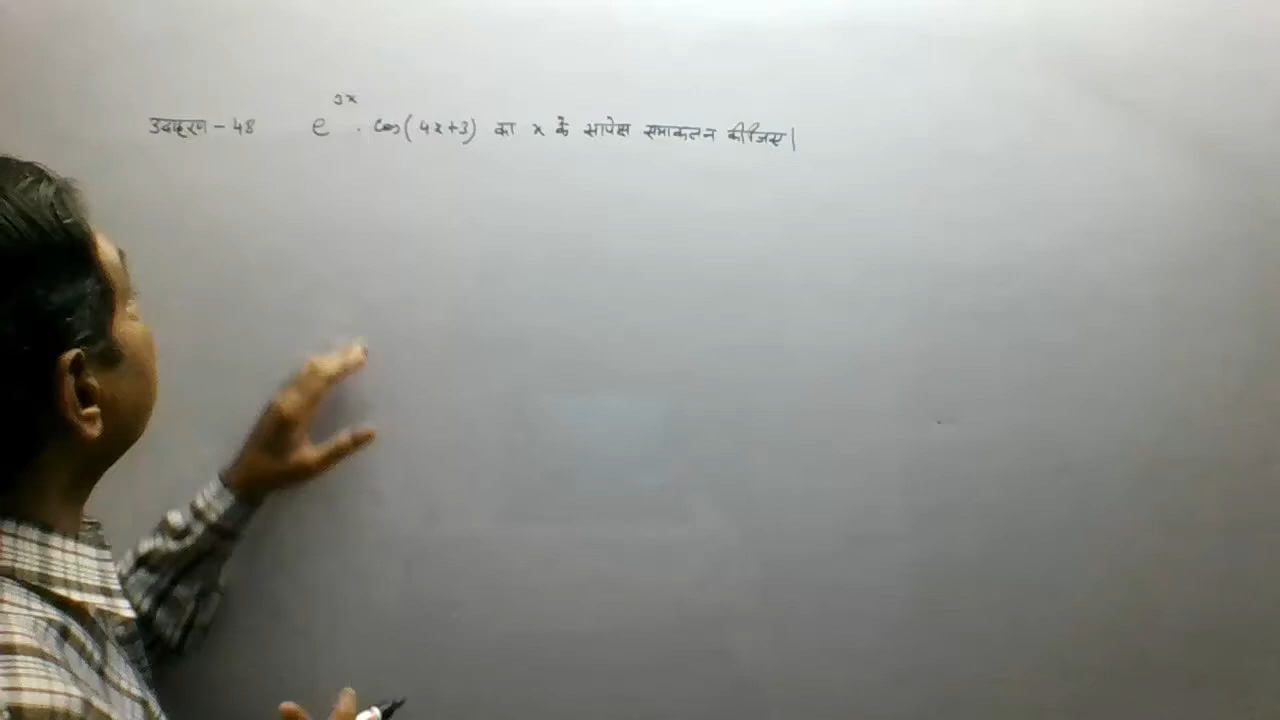 उदाहरण - 48 e^3x . cos(4x+3) का x के सापेक्ष समाकलन कीजिए|